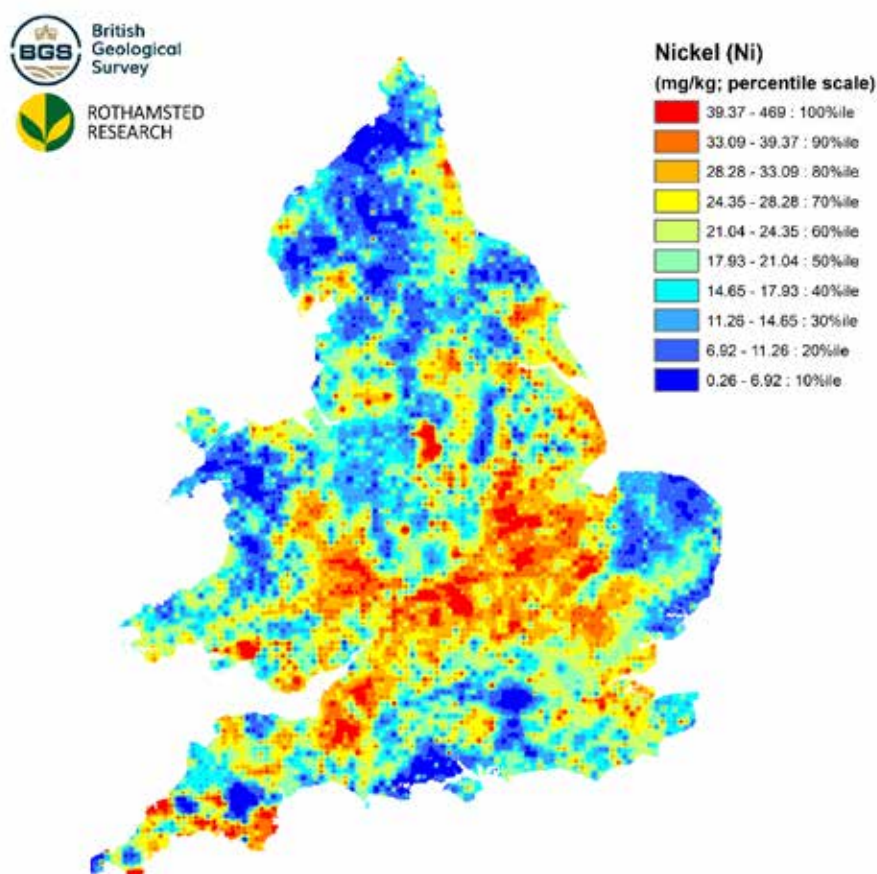 BGS
British
Geological
Survey
ROTHAMSTED
RESEARCH
Nickel (Ni)
(mg/kg; percentile scale)
39.37 - 469 : 100%ile
33.09 - 39.37 : 90%ile
28.28 - 33.09 : 80%ile
24.35 - 28.28 : 70%ile
21.04 - 24.35 : 60%ile
17.93 - 21.04 : 50%ile
14.65 - 17.93 : 40%ile
11.26 - 14.65 : 30%ile
6.92 - 11.26 : 20%ile
0.26 - 6.92 : 10%ile